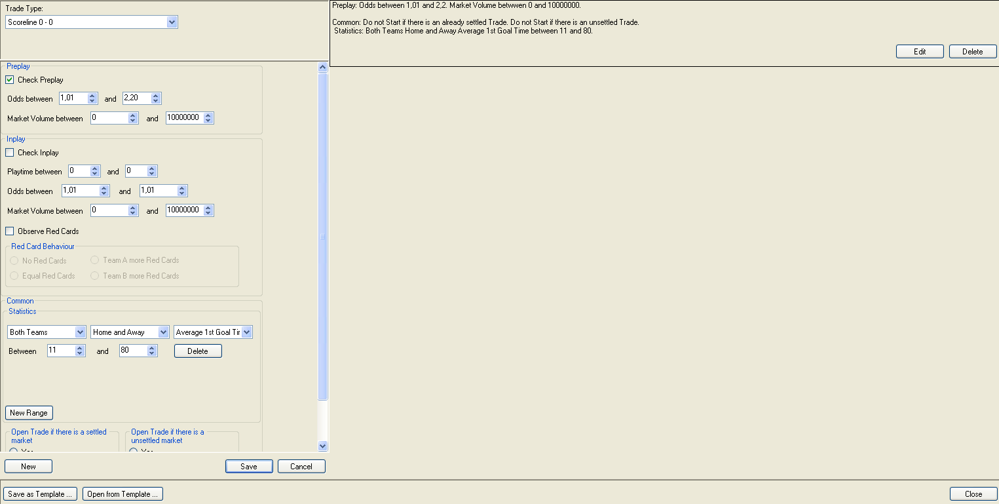 Trade Type:
Scoreline 0 - 0
Preplay: Odds between 1,01 and 2,2. Market Volume betwwen 0 and 10000000.
Common: Do not Start if there is an already settled Trade. Do not Start if there is an unsettled Trade.
Statistics: Both Teams Home and Away Average 1st Goal Time between 11 and 80.
Edit Delete
Preplay
Check Preplay
Odds between 1,01 and 2,20
Market Volume between 0 and 10000000
Inplay
Check Inplay
Playtime between 0 and 0
Odds between 1,01 and 1,01
Market Volume between 0 and 10000000
Observe Red Cards
Red Card Behaviour
No Red Cards Team A more Red Cards
Equal Red Cards Team B more Red Cards
Common
Statistics
Both Teams Home and Away Average 1st Goal Tir
Between 11 and 80 Delete
New Range
Open Trade if there is a settled
market
Open Trade if there is a
unsettled market
New Save Cancel
Save as Template ... Open from Template ... Close